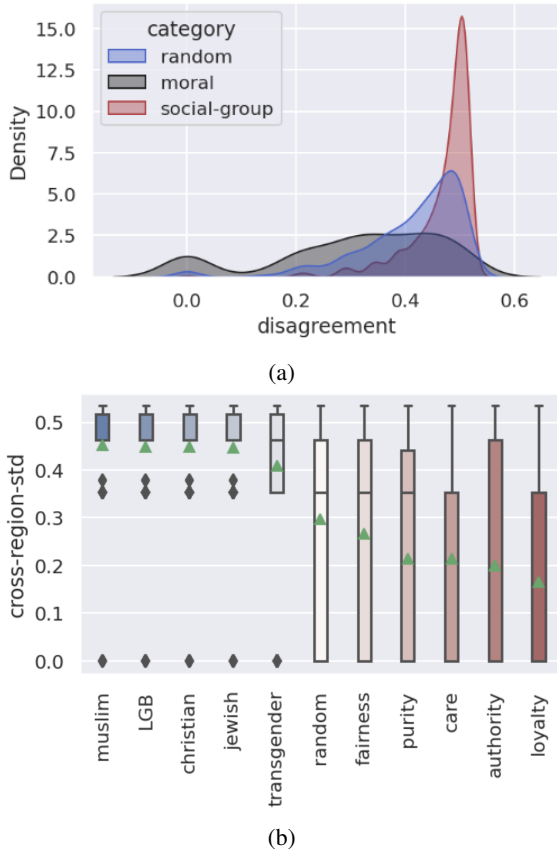 15.0
12.5
10.0
7.5
5.0
2.5
0.0
Density
category
random
moral
social-group
0.0 0.2 0.4 0.6
disagreement
(a)
0.5
0.4
0.3
0.2
0.1
0.0
cross-region-std
muslim
LGB
christian
jewish
transgender
random
fairness
purity
care
authority
loyalty
(b)